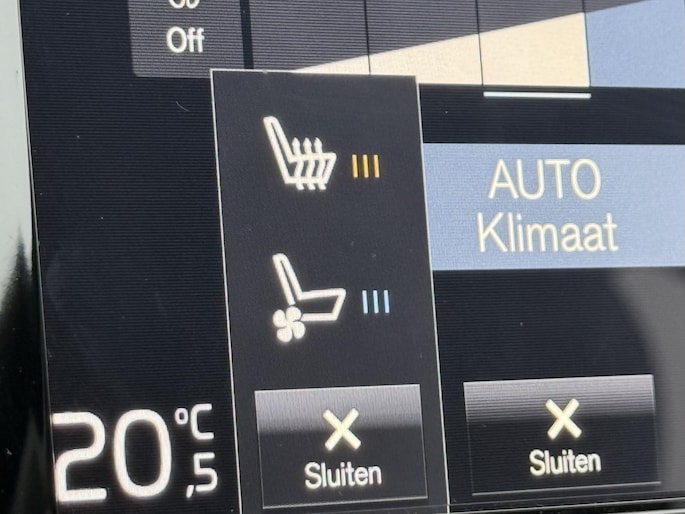 Off
AUTO
Klimaat
20,5 °C
Sluiten
Sluiten